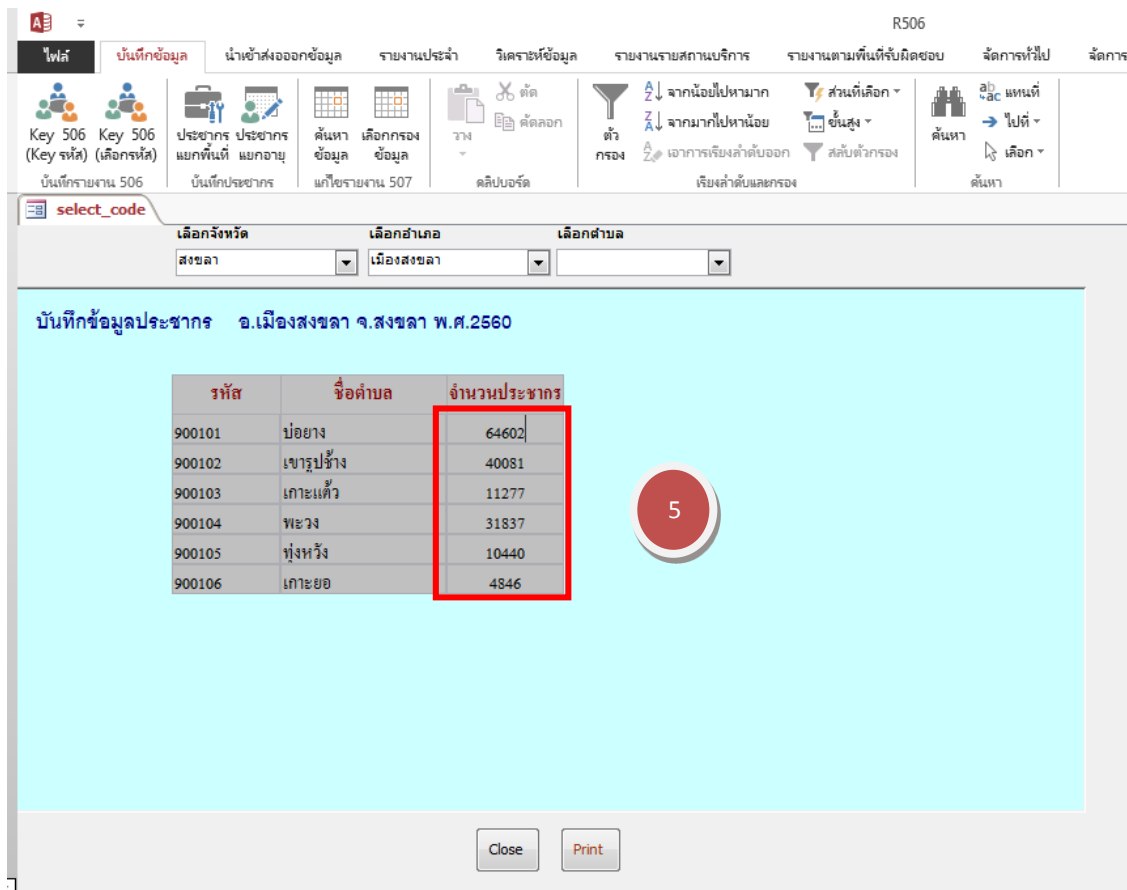 R506
ไฟล์ บันทึกข้อมูล นำเข้าส่งอออกข้อมูล รายงานประจำ วิเคราะห์ข้อมูล รายงานรายสถานบริการ รายงานตามพื้นที่รับผิดชอบ จัดการทั่วไป จัดการ
Key 506 (Key รหัส) Key 506 (เลือกรหัส) ประชากร แยกพื้นที่ ประชากร แยกอายุ ค้นหา ข้อมูล เลือกกรอง ข้อมูล วาง ตัด คัดลอก ตัว กรอง จากน้อยไปหามาก จากมากไปหาน้อย เอาการเรียงลำดับออก ส่วนที่เลือก ขั้นสูง สลับตัวกรอง ค้นหา แทนที่ ไปที่ เลือก
บันทึกรายงาน 506 บันทึกประชากร แก้ไขรายงาน 507 คลิปบอร์ด เรียงลำดับและกรอง ค้นหา
select_code
เลือกจังหวัด เลือกอำเภอ เลือกตำบล
สงขลา เมืองสงขลา
บันทึกข้อมูลประชากร อ.เมืองสงขลา จ.สงขลา พ.ศ.2560
รหัส ชื่อตำบล จำนวนประชากร
900101 บ่อยาง 64602
900102 เขารูปช้าง 40081
900103 เกาะแต้ว 11277
900104 พะวง 31837
900105 ทุ่งหวัง 10440
900106 เกาะยอ 4846
5
Close Print